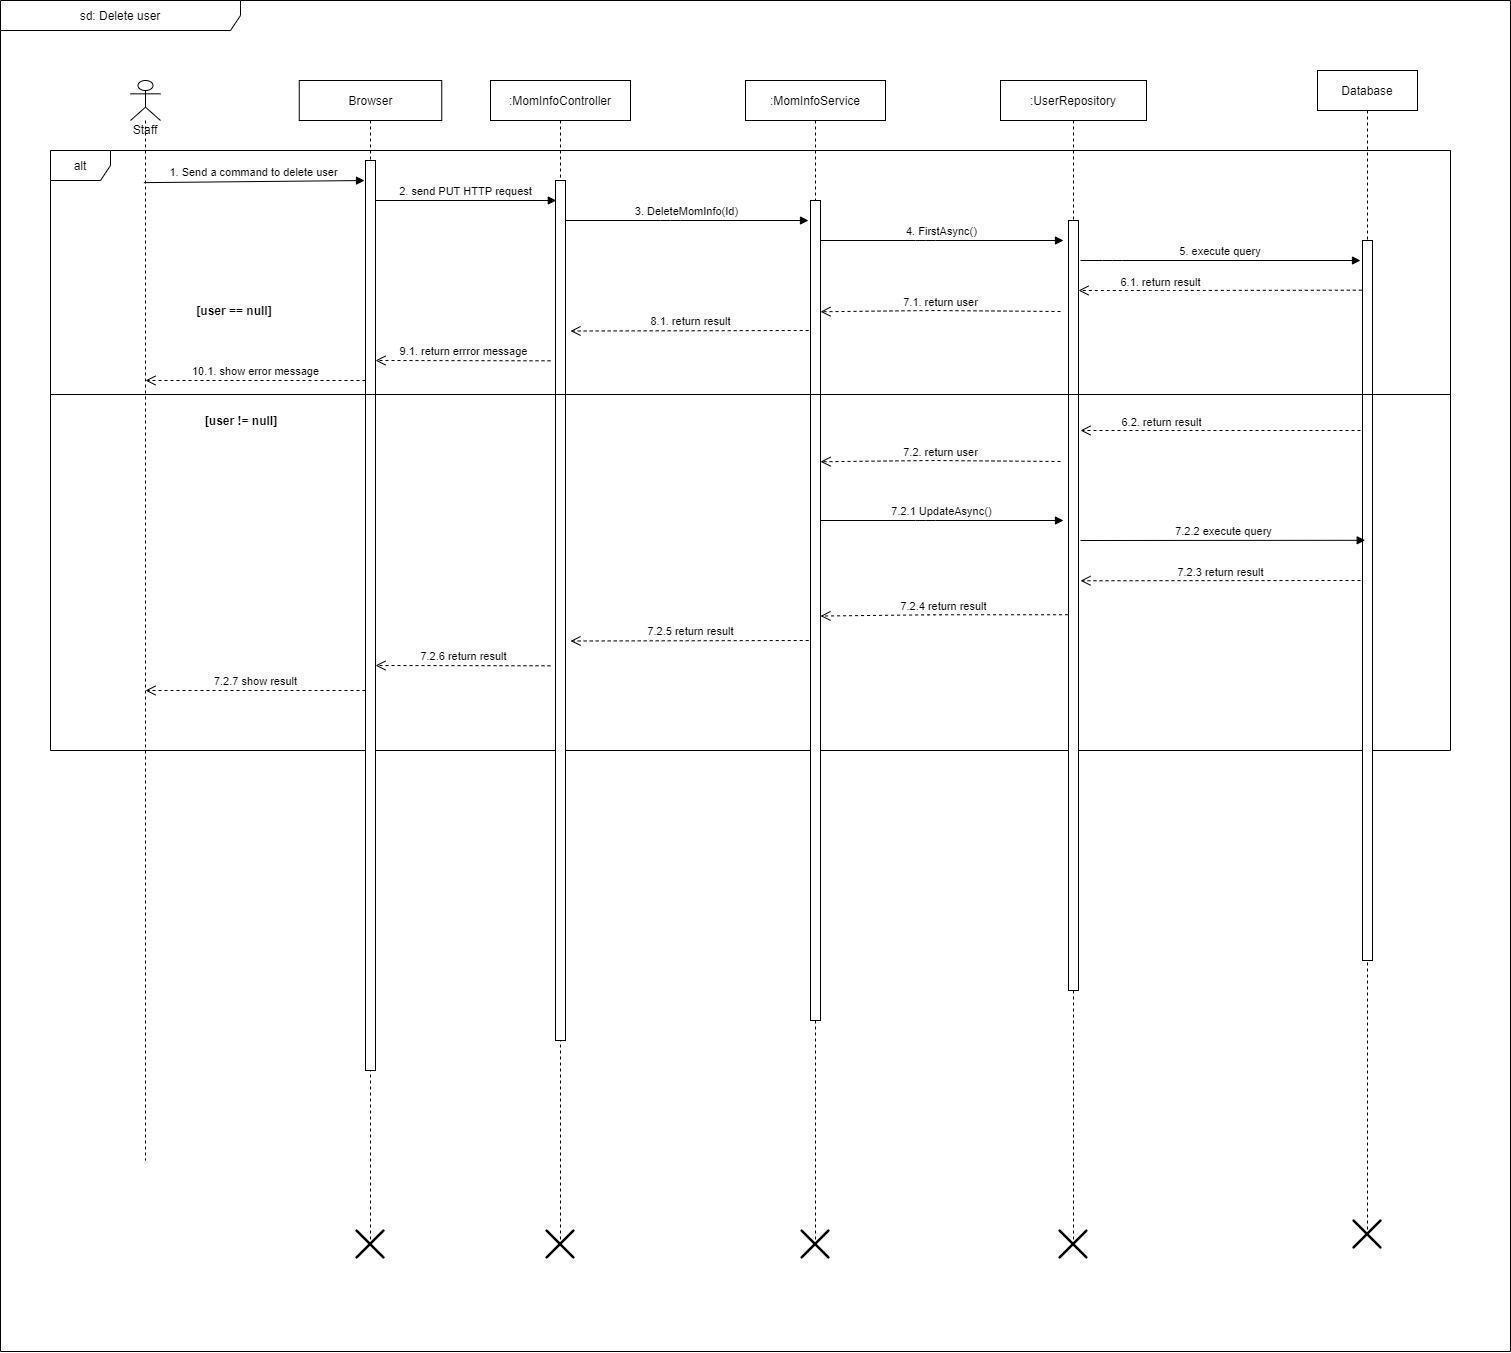 sd: Delete user
Staff
Browser
:MomInfoController
:MomInfoService
:UserRepository
Database
alt
1. Send a command to delete user
2. send PUT HTTP request
3. DeleteMomInfo(Id)
4. FirstAsync()
5. execute query
6.1. return result
[user == null]
7.1. return user
8.1. return result
9.1. return errror message
10.1. show error message
[user != null]
6.2. return result
7.2. return user
7.2.1 UpdateAsync()
7.2.2 execute query
7.2.3 return result
7.2.4 return result
7.2.5 return result
7.2.6 return result
7.2.7 show result